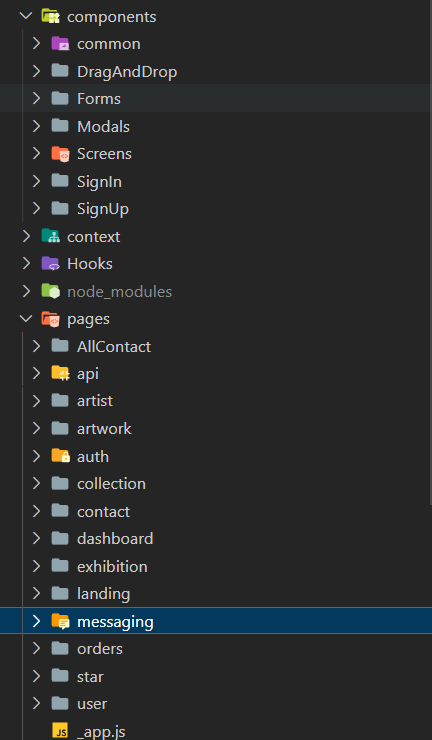 components
common
DragAndDrop
Forms
Modals
Screens
SignIn
SignUp
context
Hooks
node_modules
pages
AllContact
api
artist
artwork
auth
collection
contact
dashboard
exhibition
landing
messaging
orders
star
user
JS _app.js